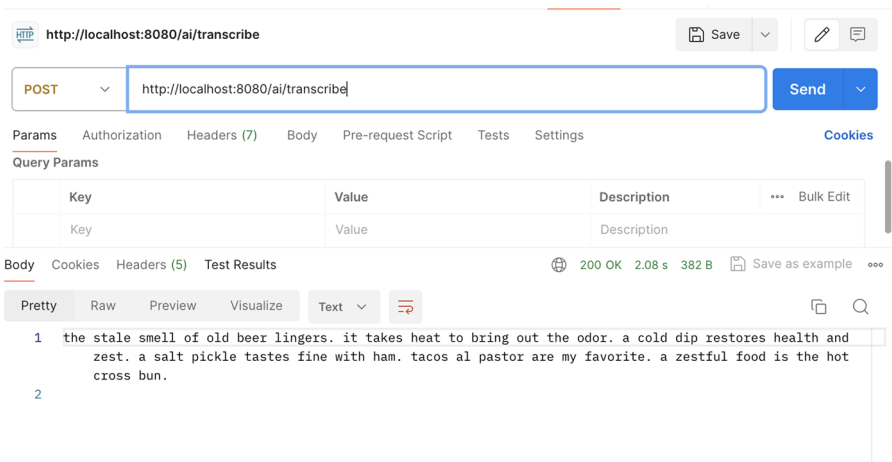 HTTP http://localhost:8080/ai/transcribe Save
POST http://localhost:8080/ai/transcribe Send
Params Authorization Headers (7) Body Pre-request Script Tests Settings Cookies
Query Params
Key Value Description Bulk Edit
Key Value Description
Body Cookies Headers (5) Test Results 200 OK 2.08 s 382 B Save as example
Pretty Raw Preview Visualize Text
1 the stale smell of old beer lingers. it takes heat to bring out the odor. a cold dip restores health and
zest. a salt pickle tastes fine with ham. tacos al pastor are my favorite. a zestful food is the hot
cross bun.
2